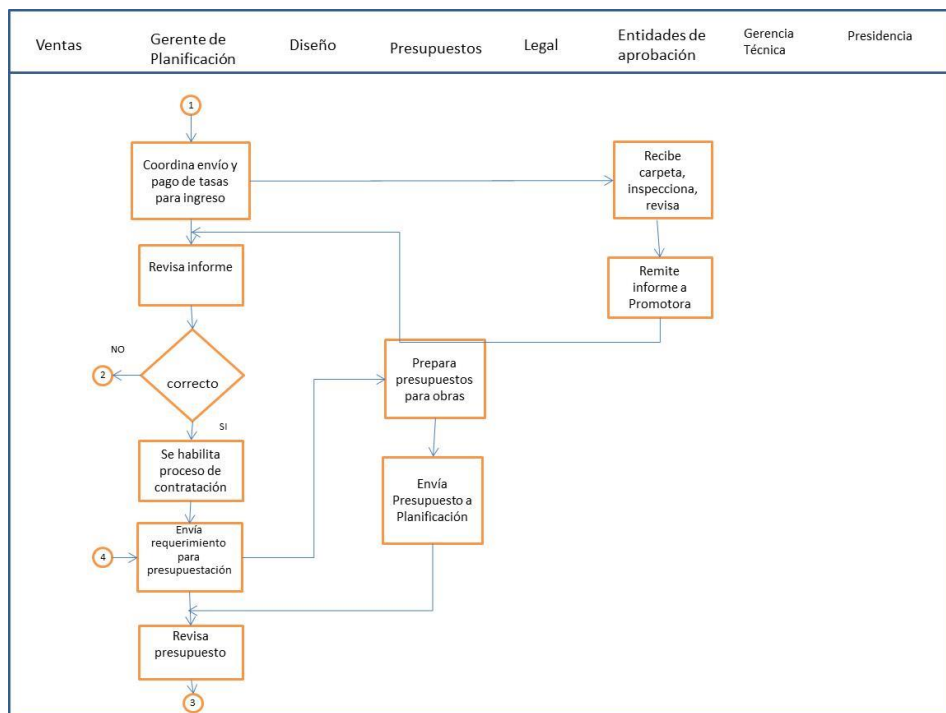 Ventas
Gerente de
Planificación
Diseño
Presupuestos
Legal
Entidades de
aprobación
Gerencia
Técnica
Presidencia
1
Coordina envío y
pago de tasas
para ingreso
Recibe
carpeta,
inspecciona,
revisa
Revisa informe
Remite
informe a
Promotora
NO
2
correcto
SI
Prepara
presupuestos
para obras
Se habilita
proceso de
contratación
Envía
Presupuesto a
Planificación
4
Envía
requerimiento
para
presupuestación
Revisa
presupuesto
3